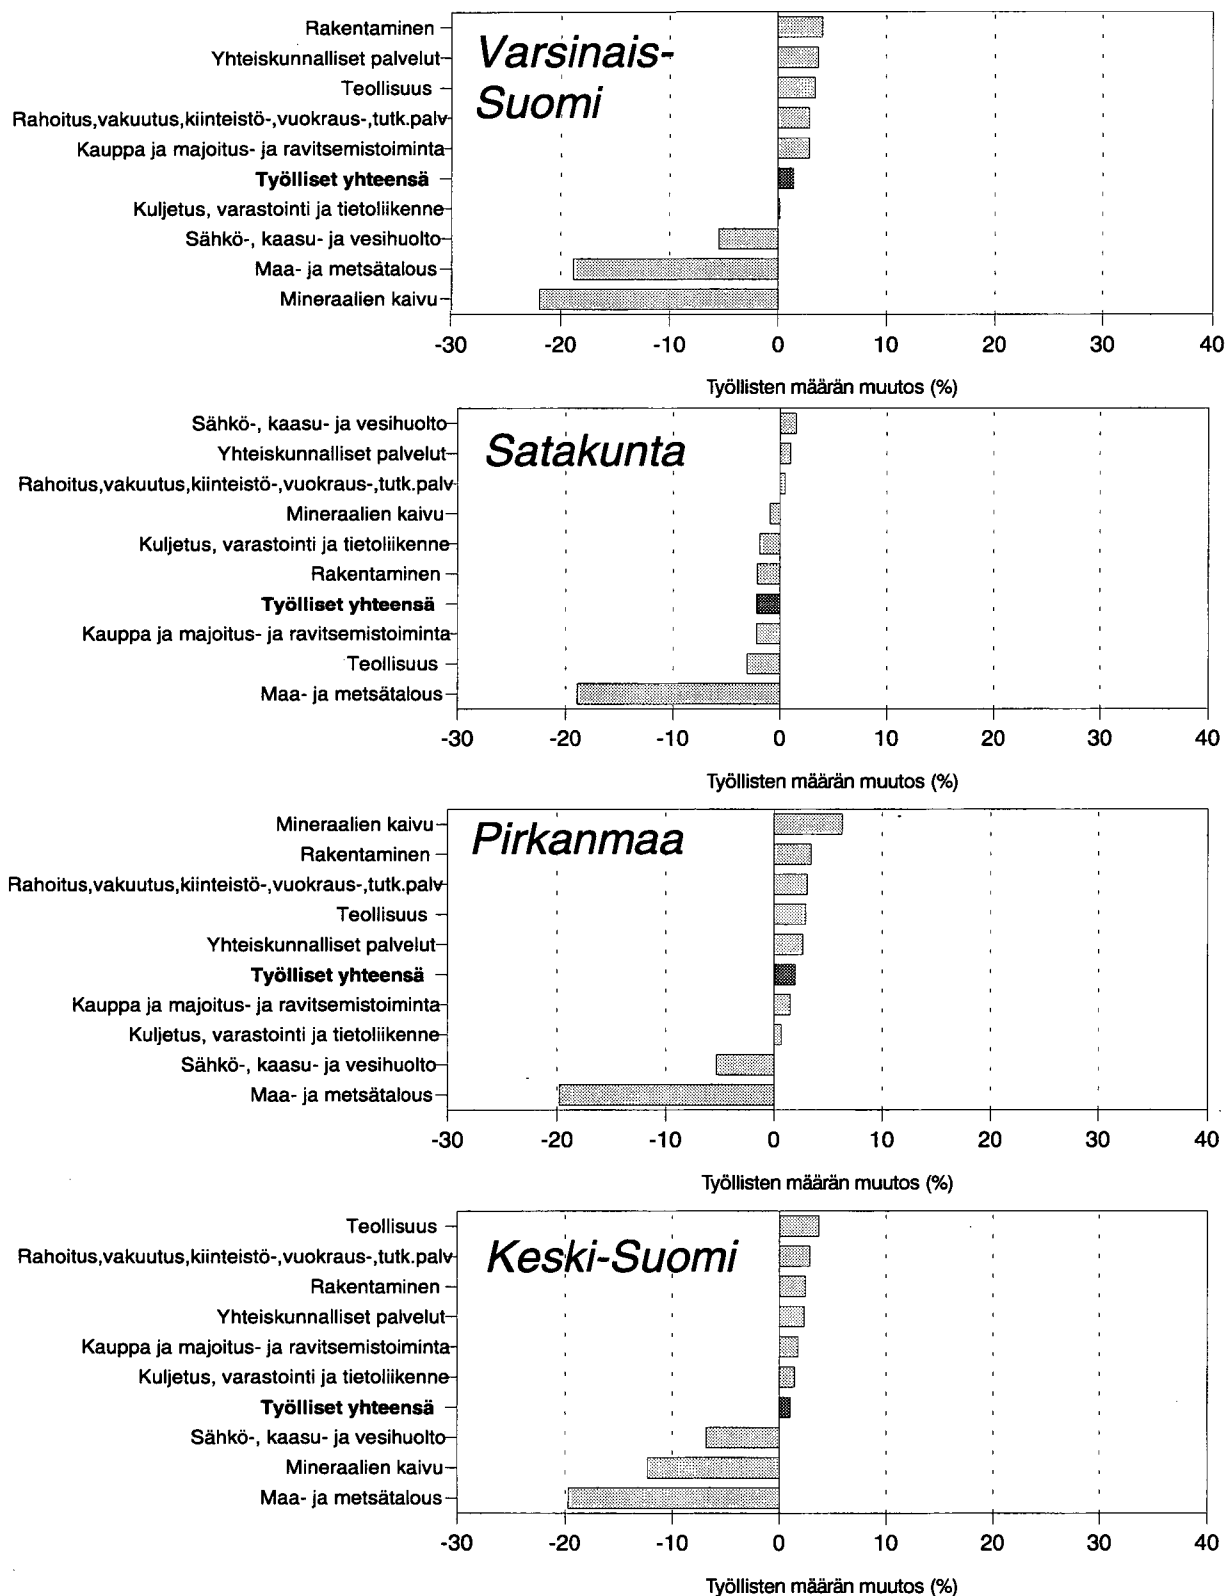 Varsinais-
Suomi
Rakentaminen
Yhteiskunnalliset palvelut
Teollisuus
Rahoitus,vakuutus,kiinteistö-,vuokraus-,tutk.palv
Kauppa ja majoitus- ja ravitsemistoiminta
Työlliset yhteensä
Kuljetus, varastointi ja tietoliikenne
Sähkö-, kaasu- ja vesihuolto
Maa- ja metsätalous
Mineraalien kaivu
-30 -20 -10 0 10 20 30 40
Työllisten määrän muutos (%)
Satakunta
Sähkö-, kaasu- ja vesihuolto
Yhteiskunnalliset palvelut
Rahoitus,vakuutus,kiinteistö-,vuokraus-,tutk.palv
Mineraalien kaivu
Kuljetus, varastointi ja tietoliikenne
Rakentaminen
Työlliset yhteensä
Kauppa ja majoitus- ja ravitsemistoiminta
Teollisuus
Maa- ja metsätalous
-30 -20 -10 0 10 20 30 40
Työllisten määrän muutos (%)
Pirkanmaa
Mineraalien kaivu
Rakentaminen
Rahoitus,vakuutus,kiinteistö-,vuokraus-,tutk.palv
Teollisuus
Yhteiskunnalliset palvelut
Työlliset yhteensä
Kauppa ja majoitus- ja ravitsemistoiminta
Kuljetus, varastointi ja tietoliikenne
Sähkö-, kaasu- ja vesihuolto
Maa- ja metsätalous
-30 -20 -10 0 10 20 30 40
Työllisten määrän muutos (%)
Keski-Suomi
Teollisuus
Rahoitus,vakuutus,kiinteistö-,vuokraus-,tutk.palv
Rakentaminen
Yhteiskunnalliset palvelut
Kauppa ja majoitus- ja ravitsemistoiminta
Kuljetus, varastointi ja tietoliikenne
Työlliset yhteensä
Sähkö-, kaasu- ja vesihuolto
Mineraalien kaivu
Maa- ja metsätalous
-30 -20 -10 0 10 20 30 40
Työllisten määrän muutos (%)